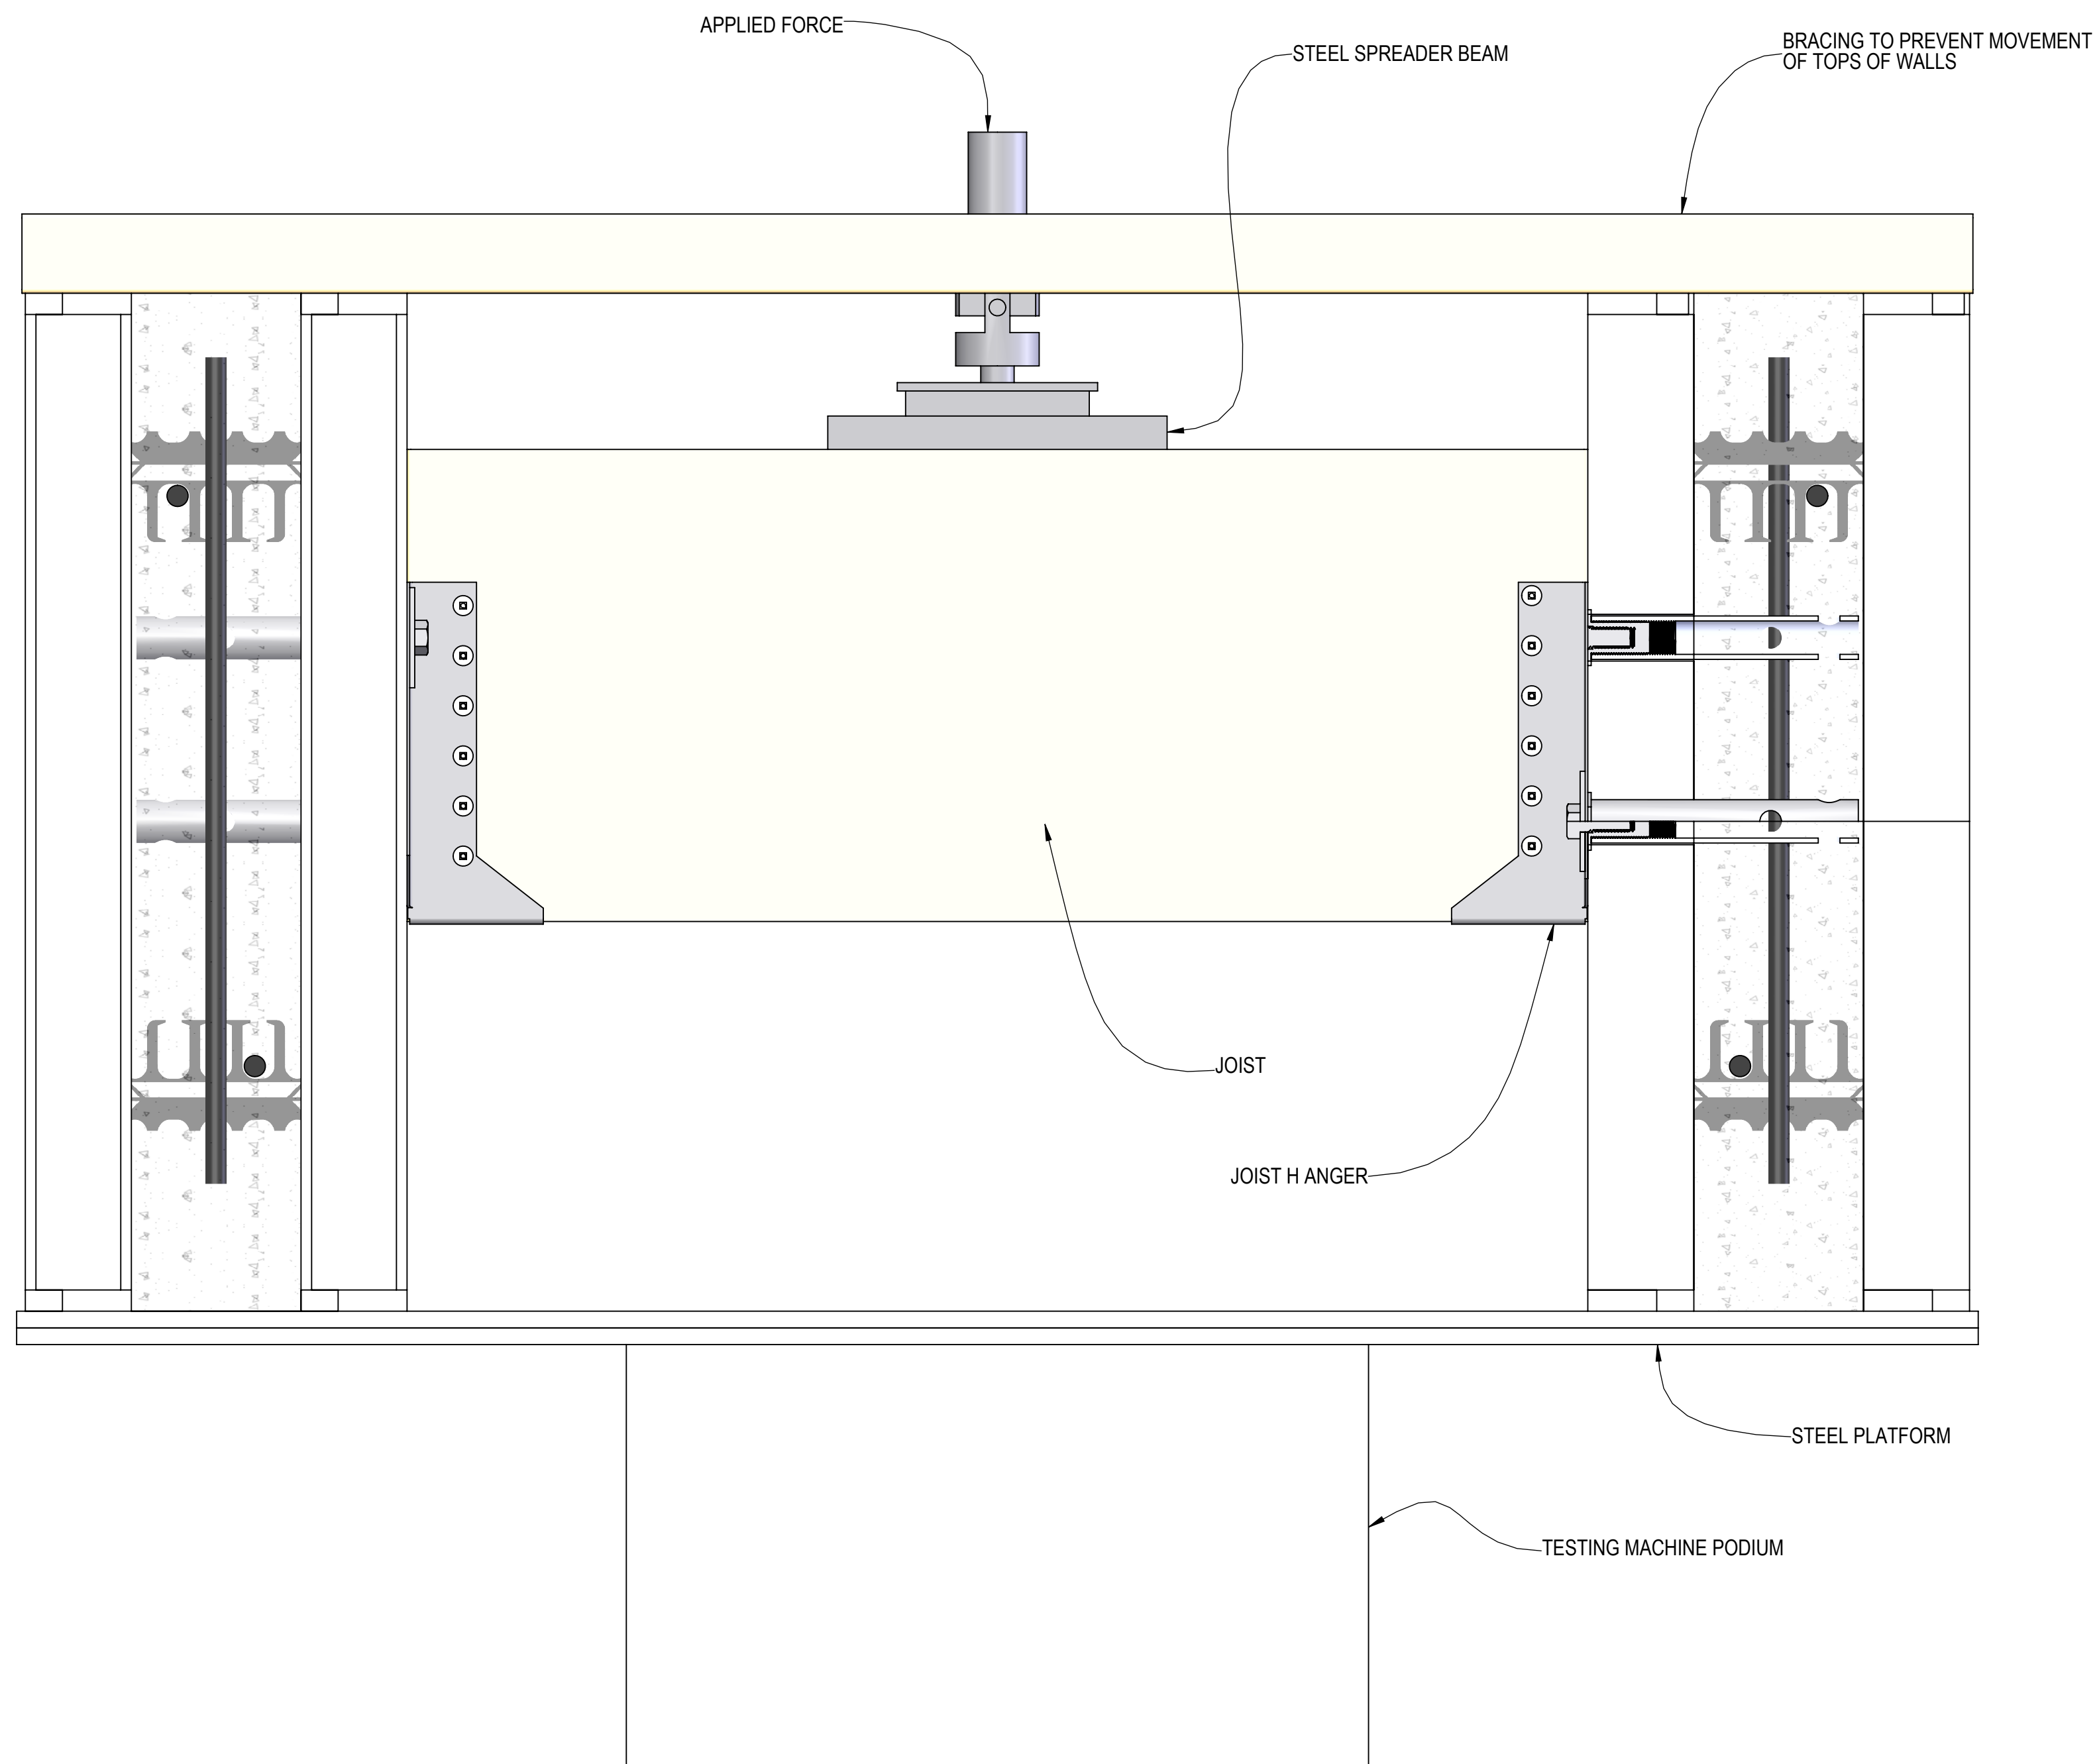 APPLIED FORCE
STEEL SPREADER BEAM
BRACING TO PREVENT MOVEMENT
OF TOPS OF WALLS
JOIST
JOIST H ANGER
STEEL PLATFORM
TESTING MACHINE PODIUM